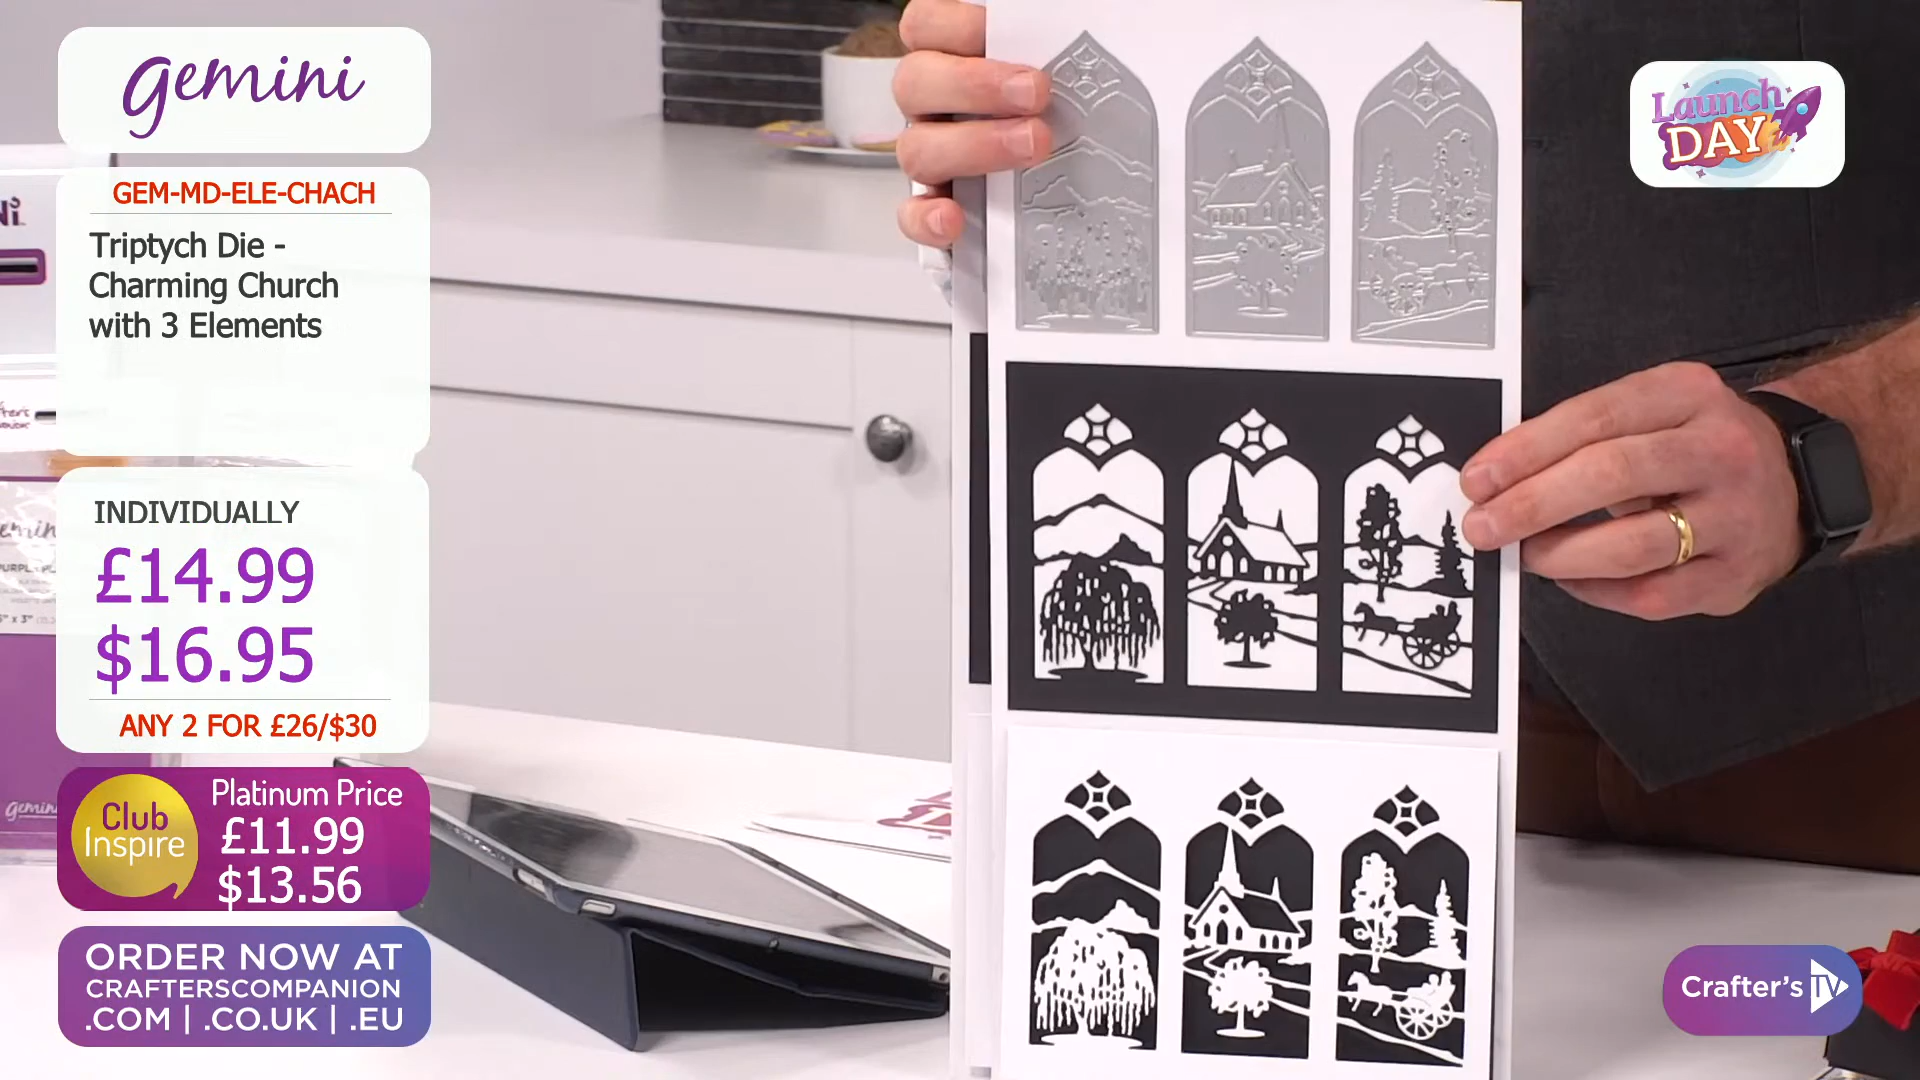 gemini
GEM-MD-ELE-CHACH
Triptych Die -
Charming Church
with 3 Elements
INDIVIDUALLY
£14.99
$16.95
ANY 2 FOR £26/$30
Club
Inspire
Platinum Price
£11.99
$13.56
ORDER NOW AT
CRAFTERSCOMPANION
.COM | .CO.UK | .EU
Launch
DAY
Crafter's TV